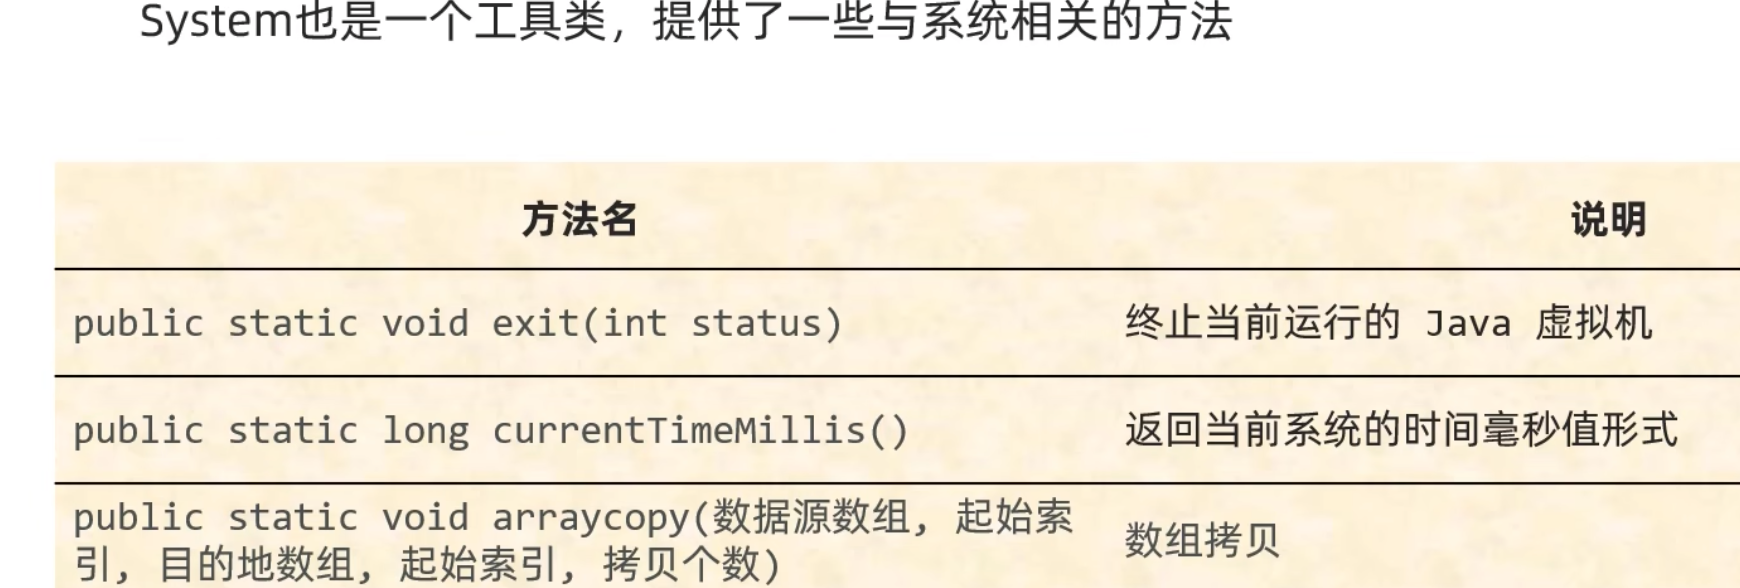 System也是一个工具类，提供了一些与系统相关的方法
方法名 说明
public static void exit(int status) 终止当前运行的 Java 虚拟机
public static long currentTimeMillis() 返回当前系统的时间毫秒值形式
public static void arraycopy(数据源数组, 起始索
引, 目的地数组, 起始索引, 拷贝个数) 数组拷贝